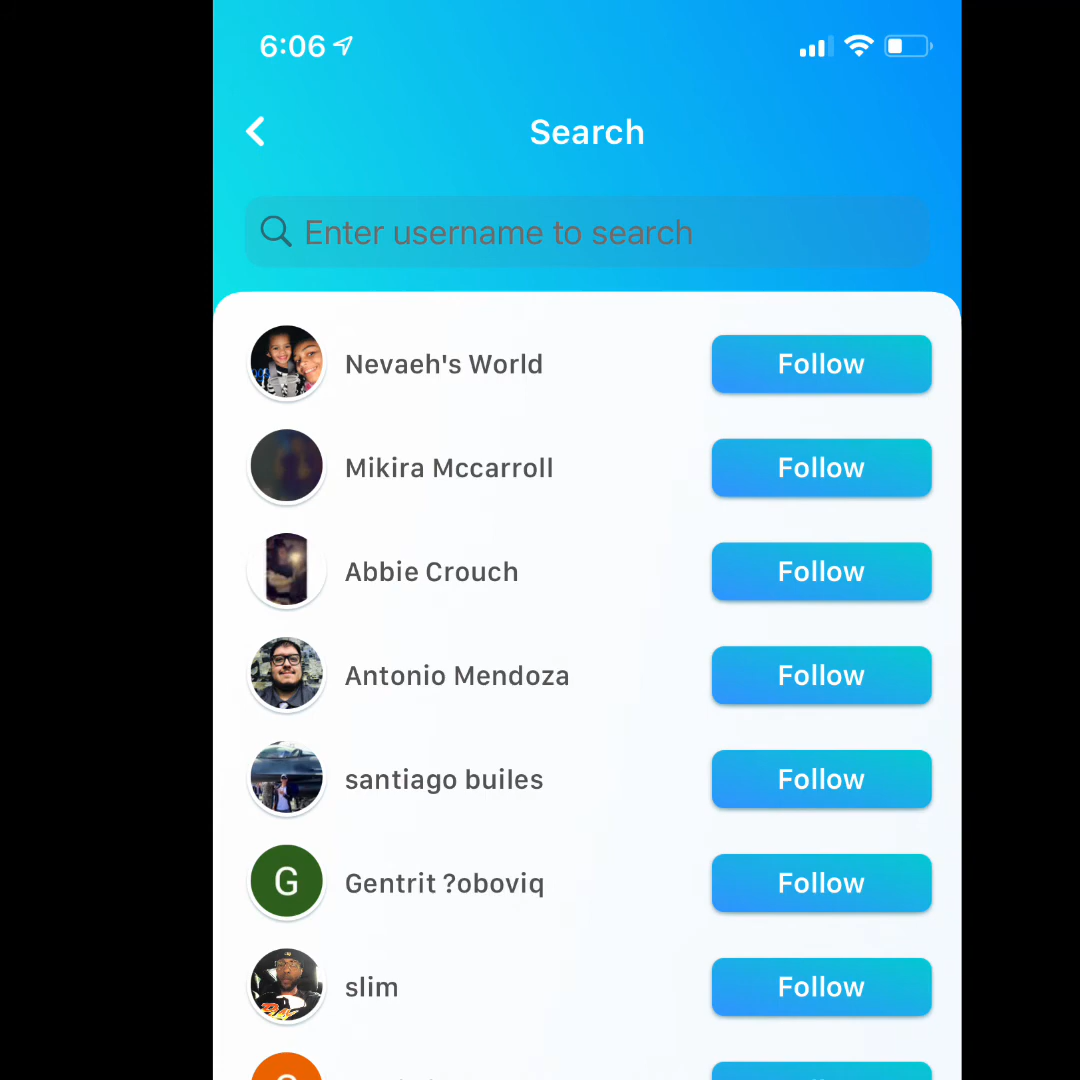 6:06
Search
Enter username to search
Nevaeh's World
Follow
Mikira Mccarroll
Follow
Abbie Crouch
Follow
Antonio Mendoza
Follow
santiago builes
Follow
G
Gentrit ?oboviq
Follow
slim
Follow